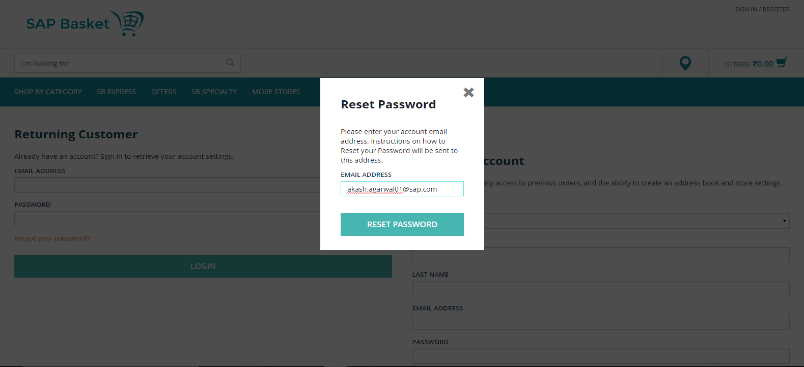 SIGN IN / REGISTER
SAP Basket
I'm looking for
0 ITEMS ₹0.00
SHOP BY CATEGORY SB EXPRESS OFFERS SB SPECIALTY MORE STORES
Reset Password
Please enter your account email
address. Instructions on how to
Reset your Password will be sent to
this address.
EMAIL ADDRESS
akash.agarwal01@sap.com
RESET PASSWORD
Returning Customer
Already have an account? Sign in to retrieve your account settings.
EMAIL ADDRESS
PASSWORD
Forgot your password?
LOGIN
ccount
easy access to previous orders, and the ability to create an address book and store settings.
LAST NAME
EMAIL ADDRESS
PASSWORD